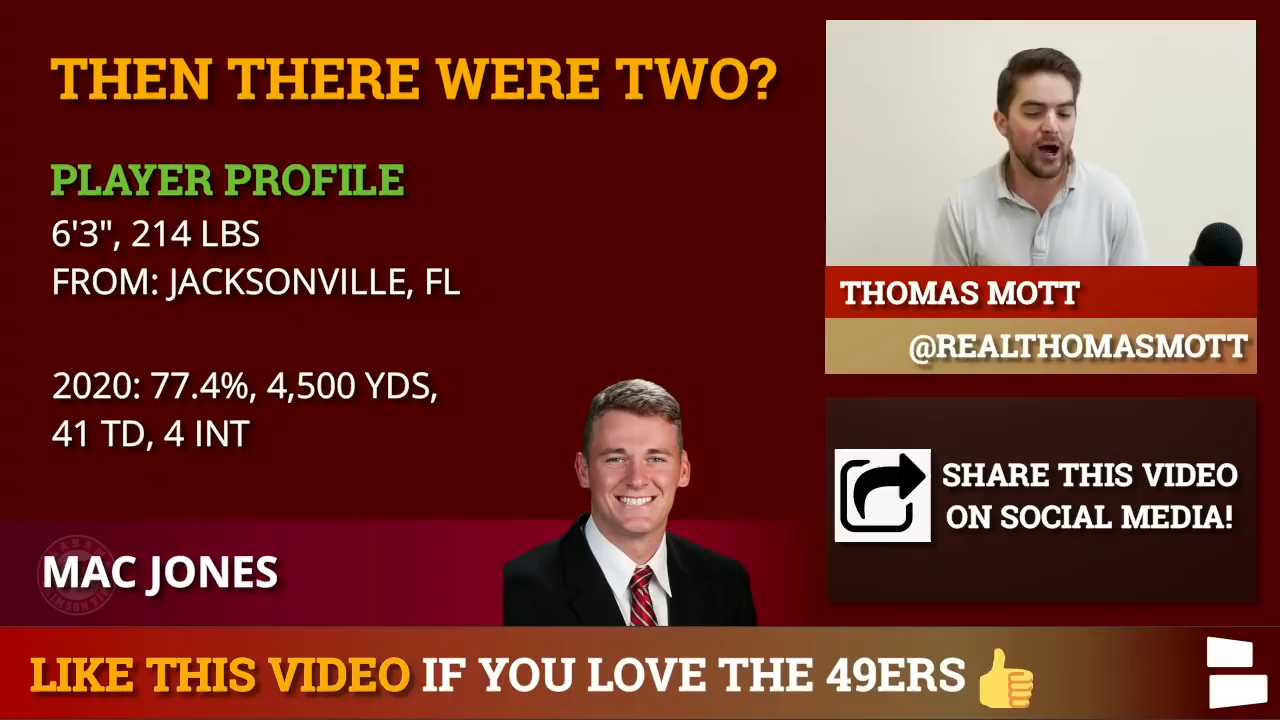 THEN THERE WERE TWO?
PLAYER PROFILE
6'3", 214 LBS
FROM: JACKSONVILLE, FL
2020: 77.4%, 4,500 YDS,
41 TD, 4 INT
MAC JONES
THOMAS MOTT
@REALTHOMASMOTT
SHARE THIS VIDEO
ON SOCIAL MEDIA!
LIKE THIS VIDEO IF YOU LOVE THE 49ERS